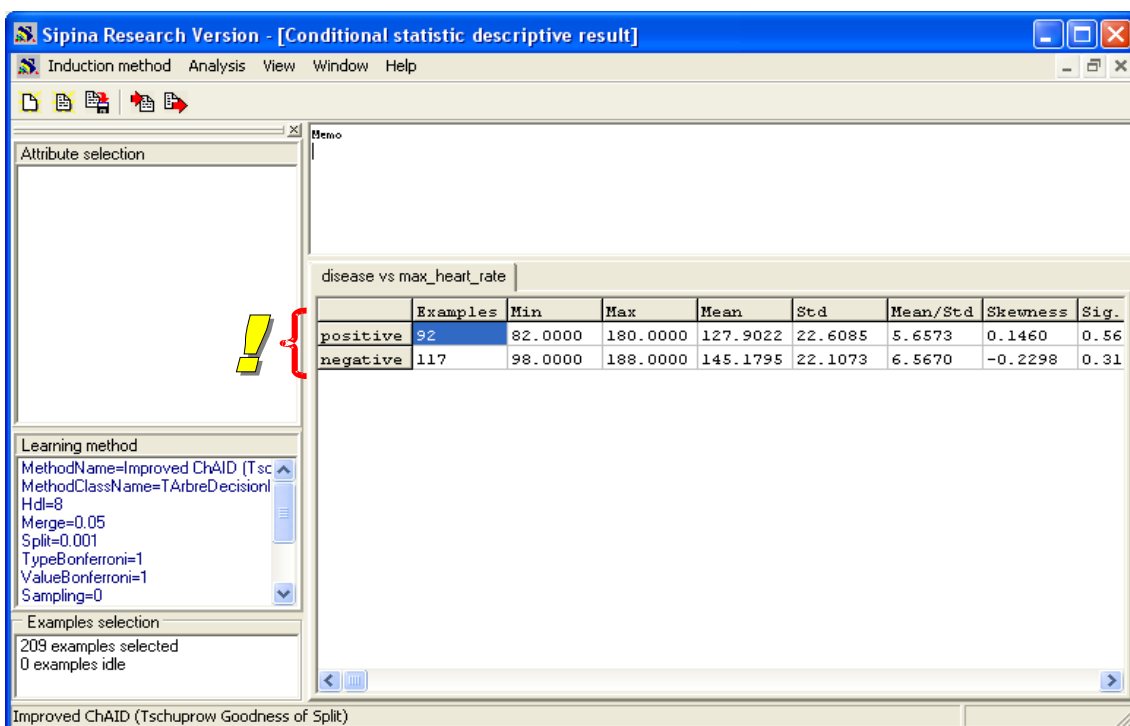 Sipina Research Version - [Conditional statistic descriptive result]
Induction method Analysis View Window Help
Attribute selection
Memo
disease vs max_heart_rate
Examples Min Max Mean Std Mean/Std Skewness Sig.
positive 92 82.0000 180.0000 127.9022 22.6085 5.6573 0.1460 0.56
negative 117 98.0000 188.0000 145.1795 22.1073 6.5670 -0.2298 0.31
Learning method
MethodName=Improved ChAID (Tsc
MethodClassName=TArbreDecisionI
Hdl=8
Merge=0.05
Split=0.001
TypeBonferroni=1
ValueBonferroni=1
Sampling=0
Examples selection
209 examples selected
0 examples idle
Improved ChAID (Tschuprow Goodness of Split)